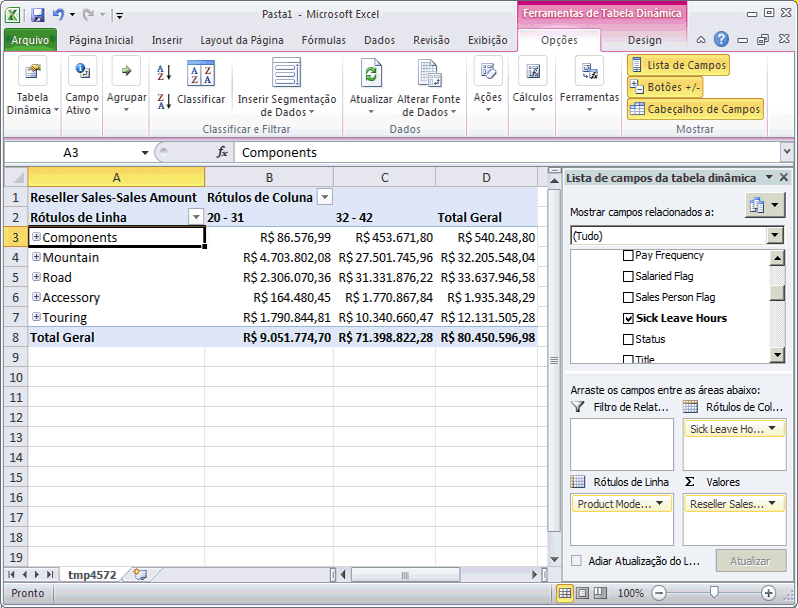 Pasta1 - Microsoft Excel
Ferramentas de Tabela Dinâmica
Arquivo Página Inicial Inserir Layout da Página Fórmulas Dados Revisão Exibição Opções Design
Tabela Dinâmica
Campo Ativo
Agrupar
Classificar
Inserir Segmentação de Dados
Classificar e Filtrar
Atualizar
Alterar Fonte de Dados
Dados
Ações
Cálculos
Ferramentas
Lista de Campos
Botões +/-
Cabeçalhos de Campos
Mostrar
A3 fx Components
A B C D
1 Reseller Sales-Sales Amount Rótulos de Coluna
2 Rótulos de Linha 20 - 31 32 - 42 Total Geral
3 Components R$ 86.576,99 R$ 453.671,80 R$ 540.248,80
4 Mountain R$ 4.703.802,08 R$ 27.501.745,96 R$ 32.205.548,04
5 Road R$ 2.306.070,36 R$ 31.331.876,22 R$ 33.637.946,58
6 Accessory R$ 164.480,45 R$ 1.770.867,84 R$ 1.935.348,29
7 Touring R$ 1.790.844,81 R$ 10.340.660,47 R$ 12.131.505,28
8 Total Geral R$ 9.051.774,70 R$ 71.398.822,28 R$ 80.450.596,98
9
10
11
12
13
14
15
16
17
18
19
Lista de campos da tabela dinâmica
Mostrar campos relacionados a:
(Tudo)
Pay Frequency
Salaried Flag
Sales Person Flag
Sick Leave Hours
Status
Title
Arraste os campos entre as áreas abaixo:
Filtro de Relat... Rótulos de Col...
Sick Leave Ho...
Rótulos de Linha Σ Valores
Product Mode... Reseller Sales...
Adiar Atualização do L... Atualizar
tmp4572
Pronto 100%